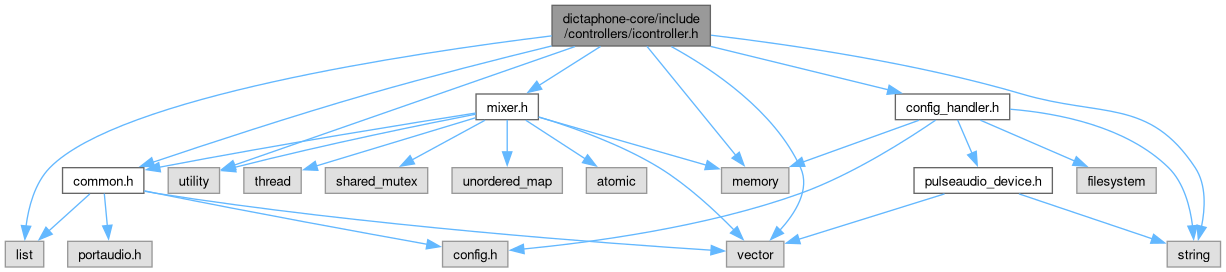 dictaphone-core/include
/controllers/icontroller.h
mixer.h
config_handler.h
common.h
utility
thread
shared_mutex
unordered_map
atomic
memory
pulseaudio_device.h
filesystem
list
portaudio.h
config.h
vector
string